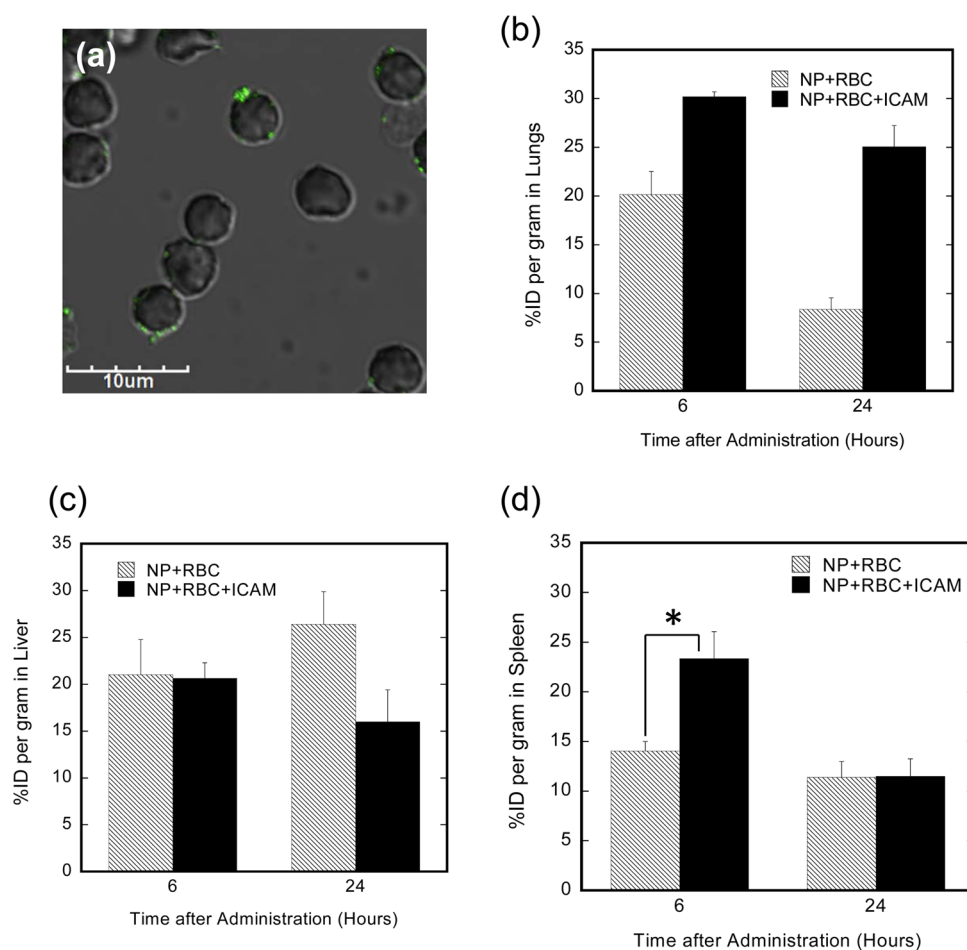 (a)
10um
(b)
35
30
25
20
15
10
5
0
%ID per gram in Lungs
NP+RBC
NP+RBC+ICAM
6 24
Time after Administration (Hours)
(c)
35
30
25
20
15
10
5
0
%ID per gram in Liver
NP+RBC
NP+RBC+ICAM
6 24
Time after Administration (Hours)
(d)
35
30
25
20
15
10
5
0
%ID per gram in Spleen
NP+RBC
NP+RBC+ICAM
*
6 24
Time after Administration (Hours)